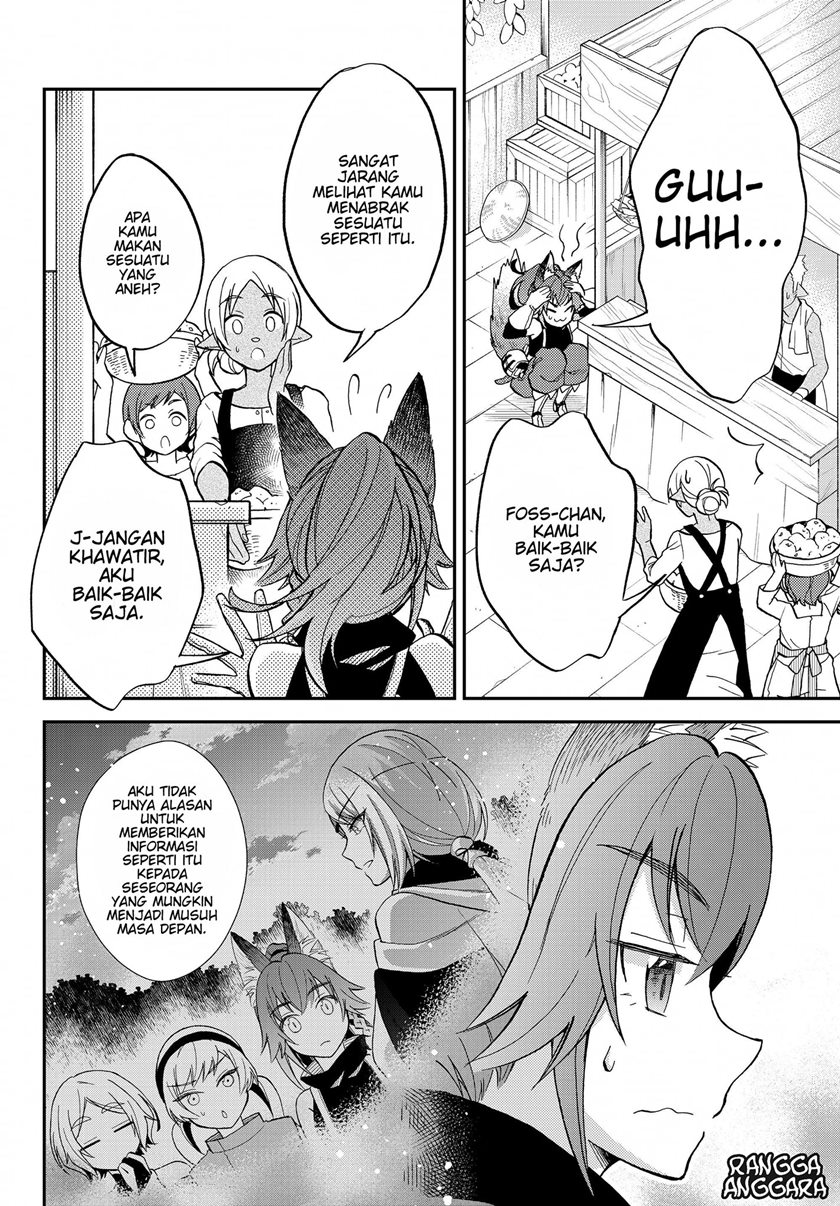 GUU-
UHH...
FOSS-CHAN,
KAMU
BAIK-BAIK
SAJA?
SANGAT
JARANG
MELIHAT KAMU
MENABRAK
SESUATU
SEPERTI ITU.
APA
KAMU
MAKAN
SESUATU
YANG
ANEH?
J-JANGAN
KHAWATIR,
AKU
BAIK-BAIK
SAJA.
AKU TIDAK
PUNYA ALASAN
UNTUK
MEMBERIKAN
INFORMASI
SEPERTI ITU
KEPADA
SESEORANG
YANG MUNGKIN
MENJADI MUSUH
MASA DEPAN.
RANGGA
ANGGARA